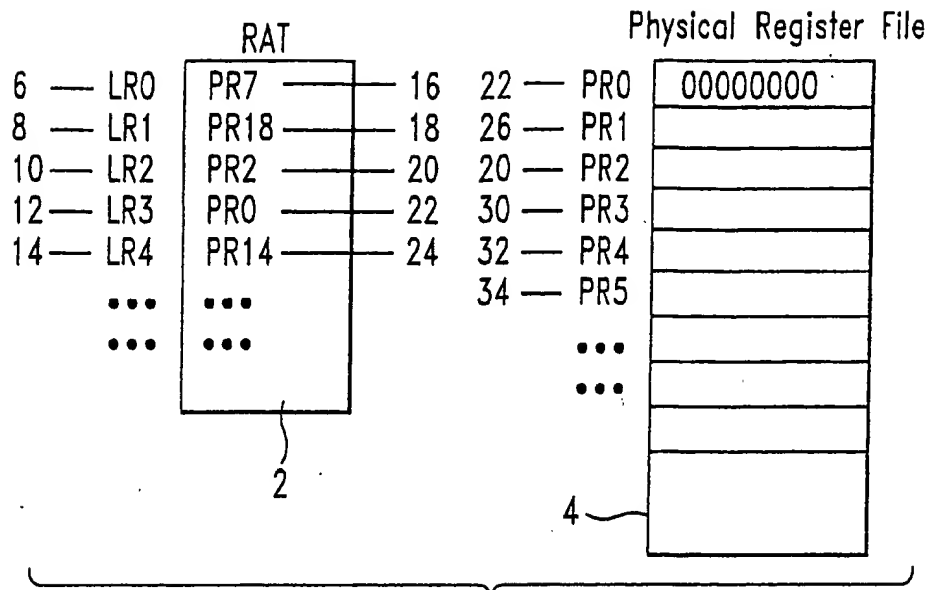 RAT
6 — LR0 PR7 — 16
8 — LR1 PR18 — 18
10 — LR2 PR2 — 20
12 — LR3 PR0 — 22
14 — LR4 PR14 — 24
... ...
... ...
2
Physical Register File
22 — PR0 00000000
26 — PR1
20 — PR2
30 — PR3
32 — PR4
34 — PR5
...
...
4